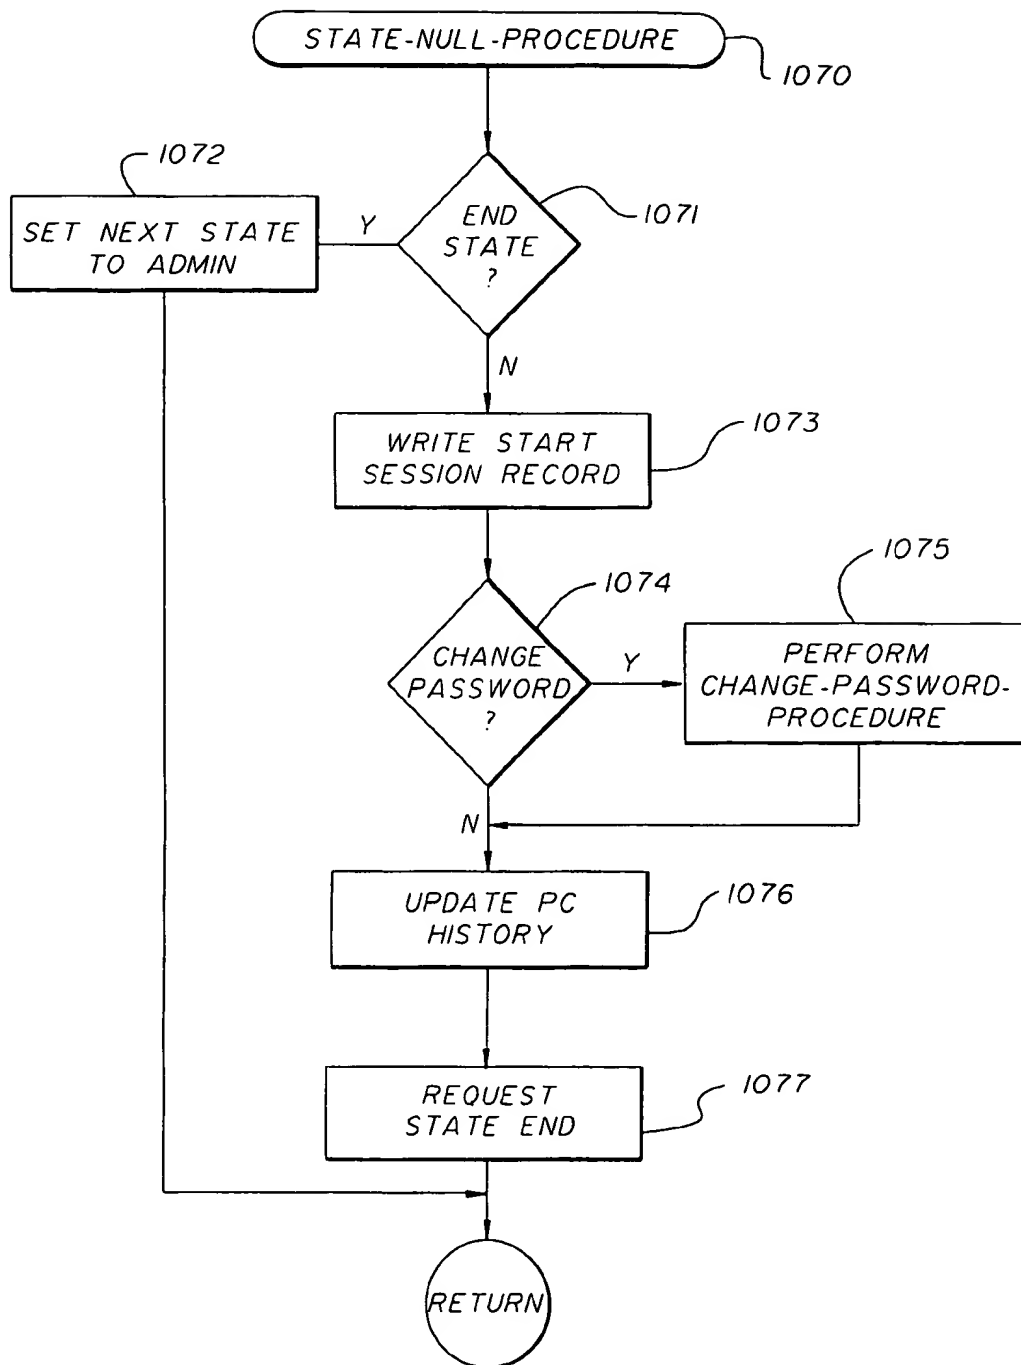 STATE-NULL-PROCEDURE
1070
1072
SET NEXT STATE
TO ADMIN
Y
END
STATE
?
1071
N
WRITE START
SESSION RECORD
1073
1074
CHANGE
PASSWORD
?
Y
1075
PERFORM
CHANGE-PASSWORD-
PROCEDURE
N
UPDATE PC
HISTORY
1076
REQUEST
STATE END
1077
RETURN